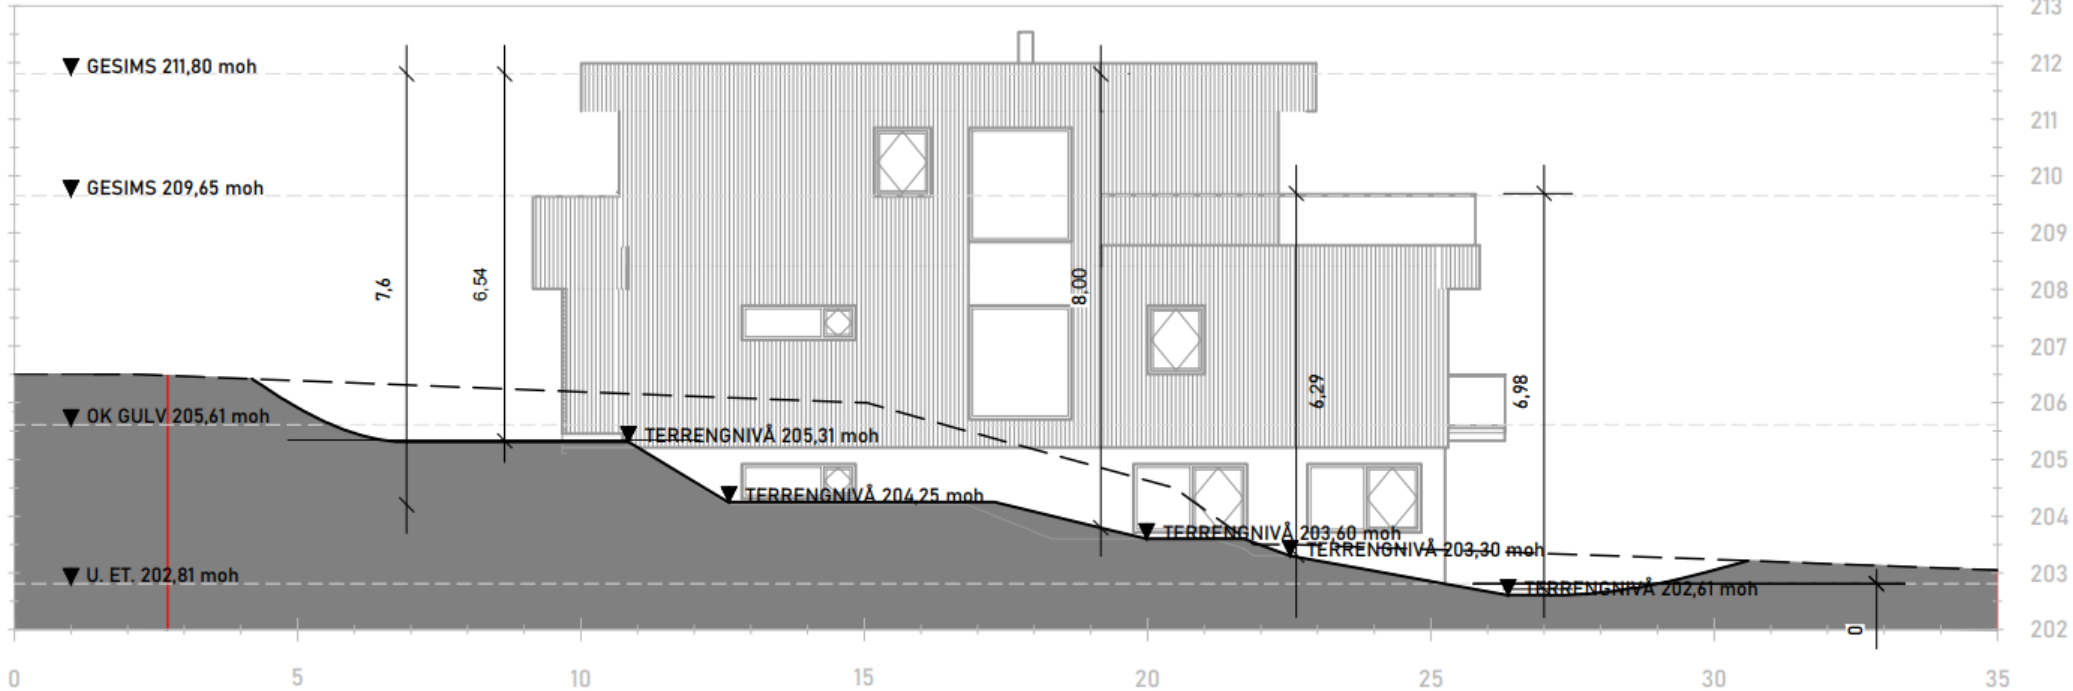 213
GESIMS 211,80 moh
212
211
GESIMS 209,65 moh
210
209
7,6
6,54
8,00
208
207
6,29
6,98
206
OK GULV 205,61 moh
TERRENGNIVÅ 205,31 moh
205
TERRENGNIVÅ 204,25 moh
204
TERRENGNIVÅ 203,60 moh
TERRENGNIVÅ 203,30 moh
203
U. ET. 202,81 moh
TERRENGNIVÅ 202,61 moh
0
202
0 5 10 15 20 25 30 35